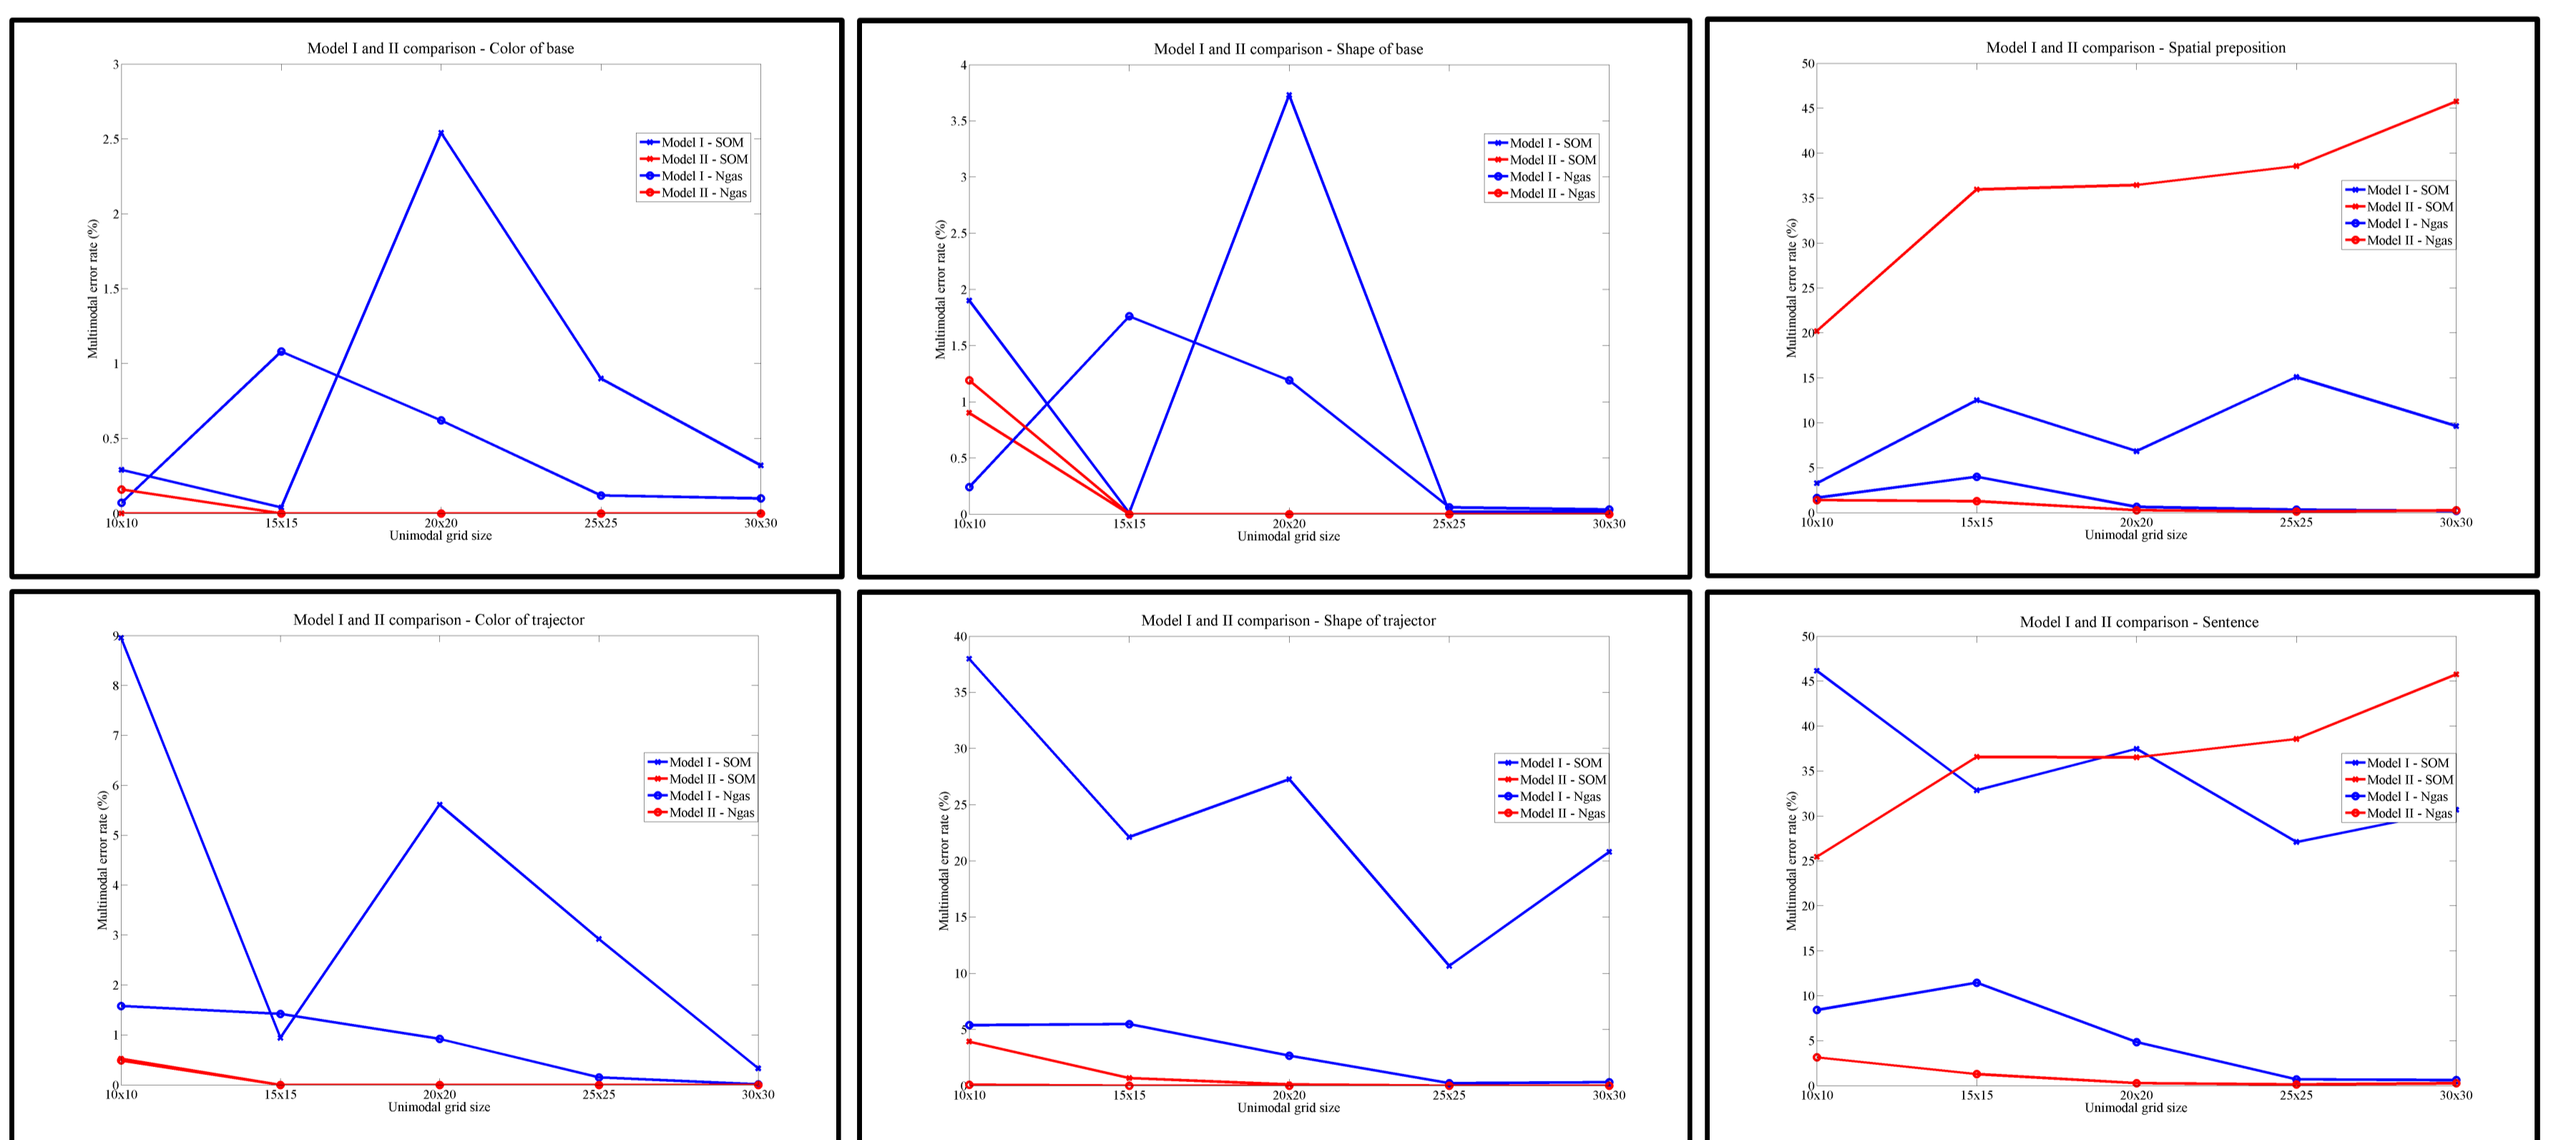 Model I and II comparison - Color of base
3
2.5
2
1.5
1
0.5
0
Multimodal error rate (%)
Model I - SOM
Model II - SOM
Model I - Ngas
Model II - Ngas
10x10 15x15 20x20 25x25 30x30
Unimodal grid size
Model I and II comparison - Shape of base
4
3.5
3
2.5
2
1.5
1
0.5
0
Multimodal error rate (%)
Model I - SOM
Model II - SOM
Model I - Ngas
Model II - Ngas
10x10 15x15 20x20 25x25 30x30
Unimodal grid size
Model I and II comparison - Spatial preposition
50
45
40
35
30
25
20
15
10
5
0
Multimodal error rate (%)
Model I - SOM
Model II - SOM
Model I - Ngas
Model II - Ngas
10x10 15x15 20x20 25x25 30x30
Unimodal grid size
Model I and II comparison - Color of trajector
9
8
7
6
5
4
3
2
1
0
Multimodal error rate (%)
Model I - SOM
Model II - SOM
Model I - Ngas
Model II - Ngas
10x10 15x15 20x20 25x25 30x30
Unimodal grid size
Model I and II comparison - Shape of trajector
40
35
30
25
20
15
10
5
0
Multimodal error rate (%)
Model I - SOM
Model II - SOM
Model I - Ngas
Model II - Ngas
10x10 15x15 20x20 25x25 30x30
Unimodal grid size
Model I and II comparison - Sentence
50
45
40
35
30
25
20
15
10
5
0
Multimodal error rate (%)
Model I - SOM
Model II - SOM
Model I - Ngas
Model II - Ngas
10x10 15x15 20x20 25x25 30x30
Unimodal grid size